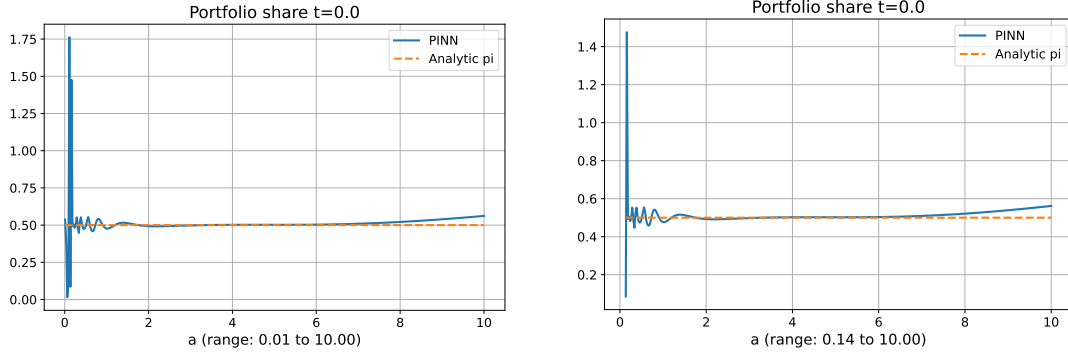 Portfolio share t=0.0
1.75
1.50
1.25
1.00
0.75
0.50
0.25
0.00
PINN
Analytic pi
0 2 4 6 8 10
a (range: 0.01 to 10.00)
Portfolio share t=0.0
1.4
1.2
1.0
0.8
0.6
0.4
0.2
PINN
Analytic pi
0 2 4 6 8 10
a (range: 0.14 to 10.00)